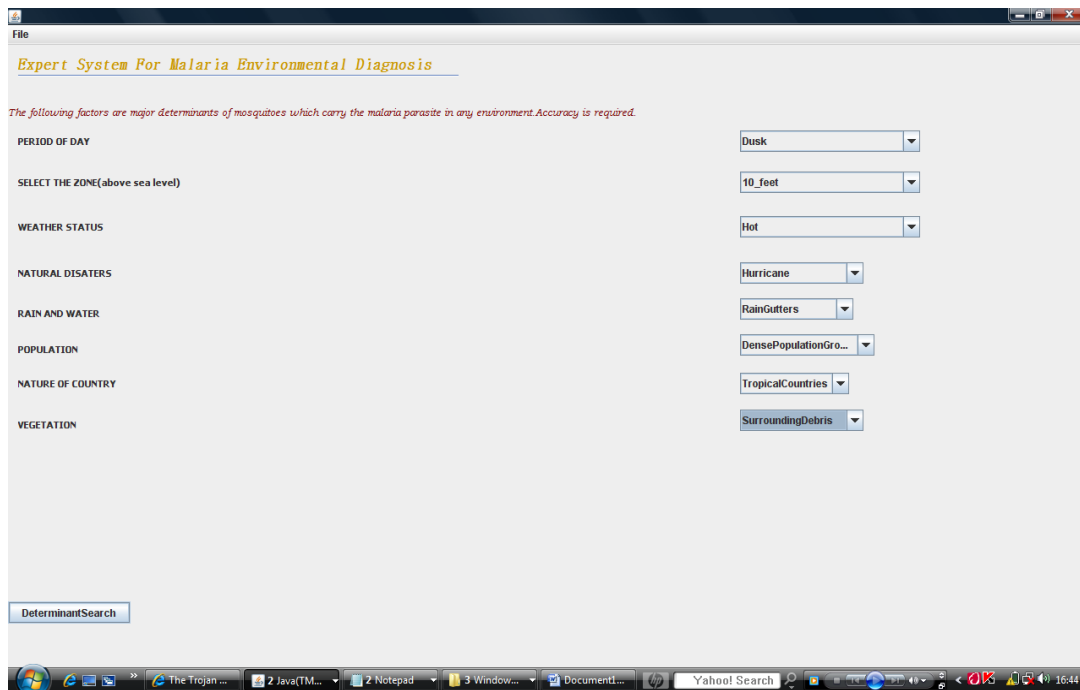 File
Expert System For Malaria Environmental Diagnosis
The following factors are major determinants of mosquitoes which carry the malaria parasite in any environment.Accuracy is required.
PERIOD OF DAY Dusk
SELECT THE ZONE(above sea level) 10_feet
WEATHER STATUS Hot
NATURAL DISATERS Hurricane
RAIN AND WATER RainGutters
POPULATION DensePopulationGro...
NATURE OF COUNTRY TropicalCountries
VEGETATION SurroundingDebris
DeterminantSearch
The Trojan ... 2 Java(TM... 2 Notepad 3 Window... Document1... hp Yahoo! Search 16:44